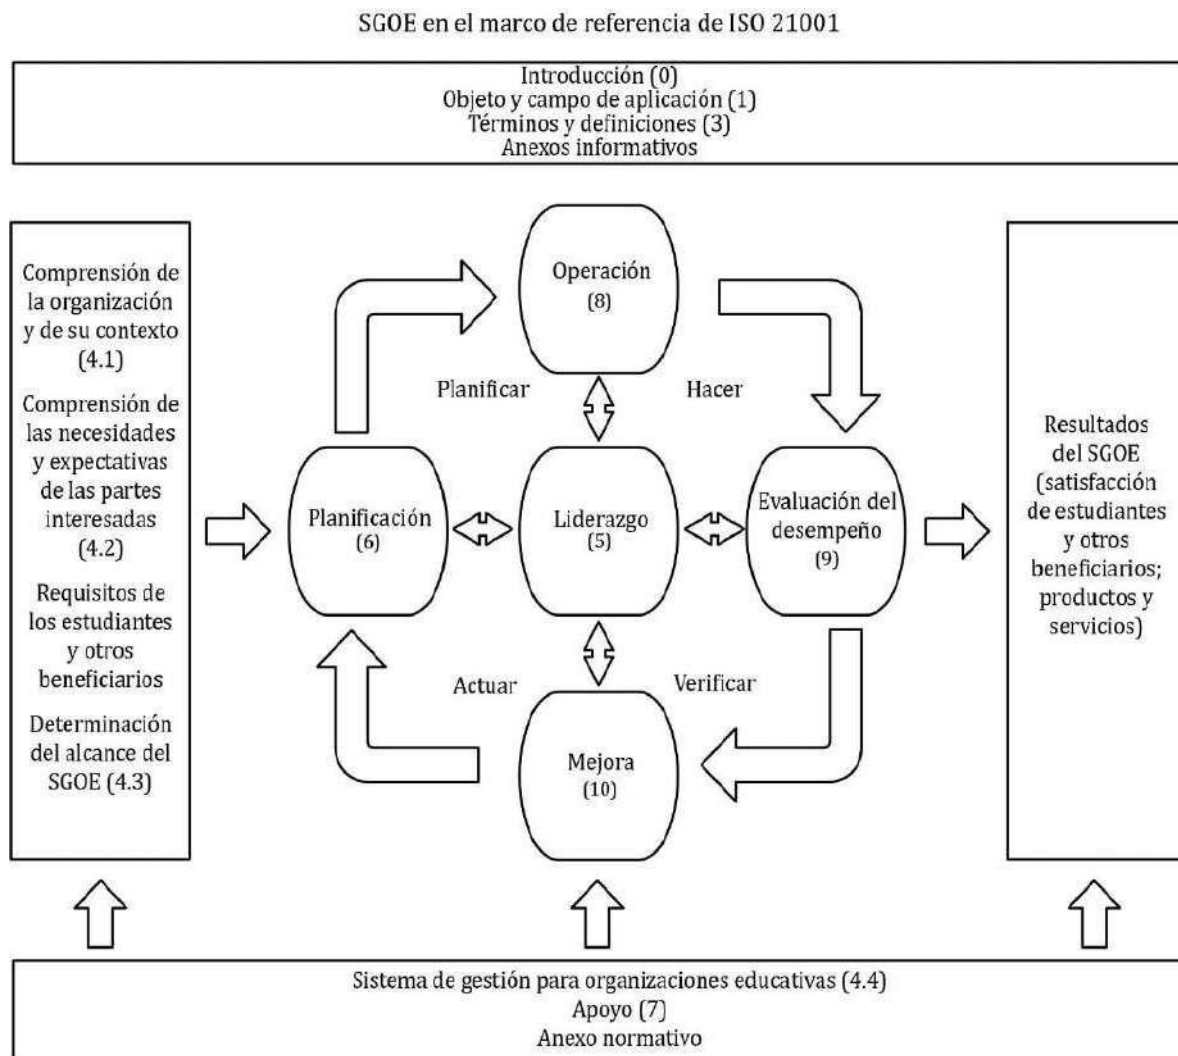 SGOE en el marco de referencia de ISO 21001
Introducción (0)
Objeto y campo de aplicación (1)
Términos y definiciones (3)
Anexos informativos
Comprensión de
la organización
y de su contexto
(4.1)
Comprensión de
las necesidades
y expectativas
de las partes
interesadas
(4.2)
Requisitos de
los estudiantes
y otros
beneficiarios
Determinación
del alcance del
SGOE (4.3)
Operación
(8)
Planificar
Hacer
Planificación
(6)
Liderazgo
(5)
Evaluación del
desempeño
(9)
Actuar
Verificar
Mejora
(10)
Resultados
del SGOE
(satisfacción
de estudiantes
y otros
beneficiarios;
productos y
servicios)
Sistema de gestión para organizaciones educativas (4.4)
Apoyo (7)
Anexo normativo